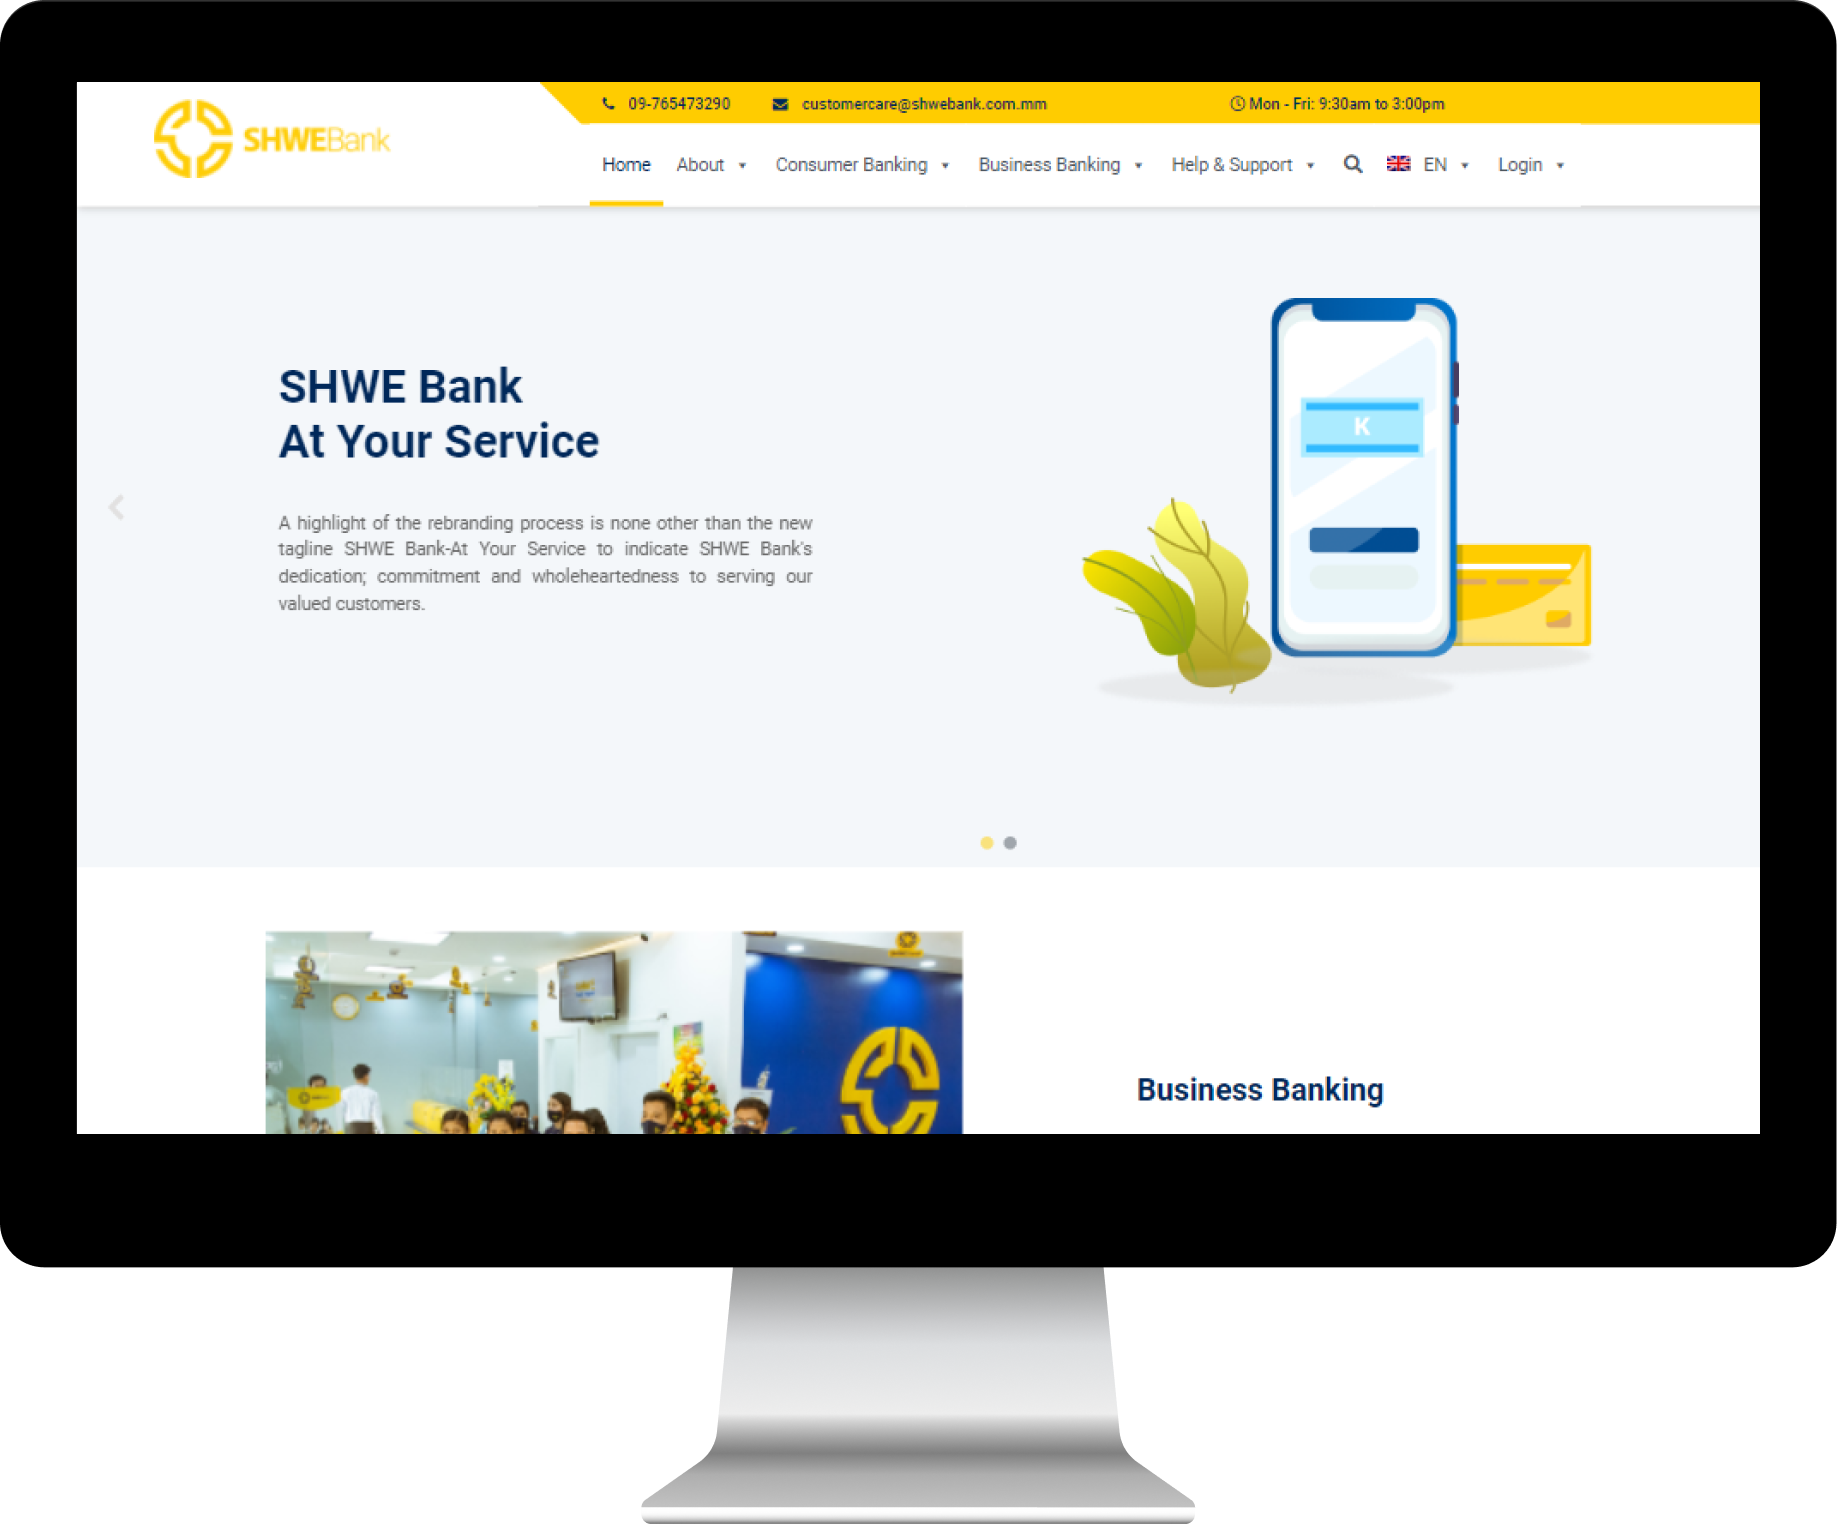 SHWEBank
09-765473290
customercare@shwebank.com.mm
Mon - Fri: 9:30am to 3:00pm
Home
About
Consumer Banking
Business Banking
Help & Support
EN
Login
SHWE Bank
At Your Service
A highlight of the rebranding process is none other than the new
tagline SHWE Bank-At Your Service to indicate SHWE Bank's
dedication; commitment and wholeheartedness to serving our
valued customers.
K
Business Banking